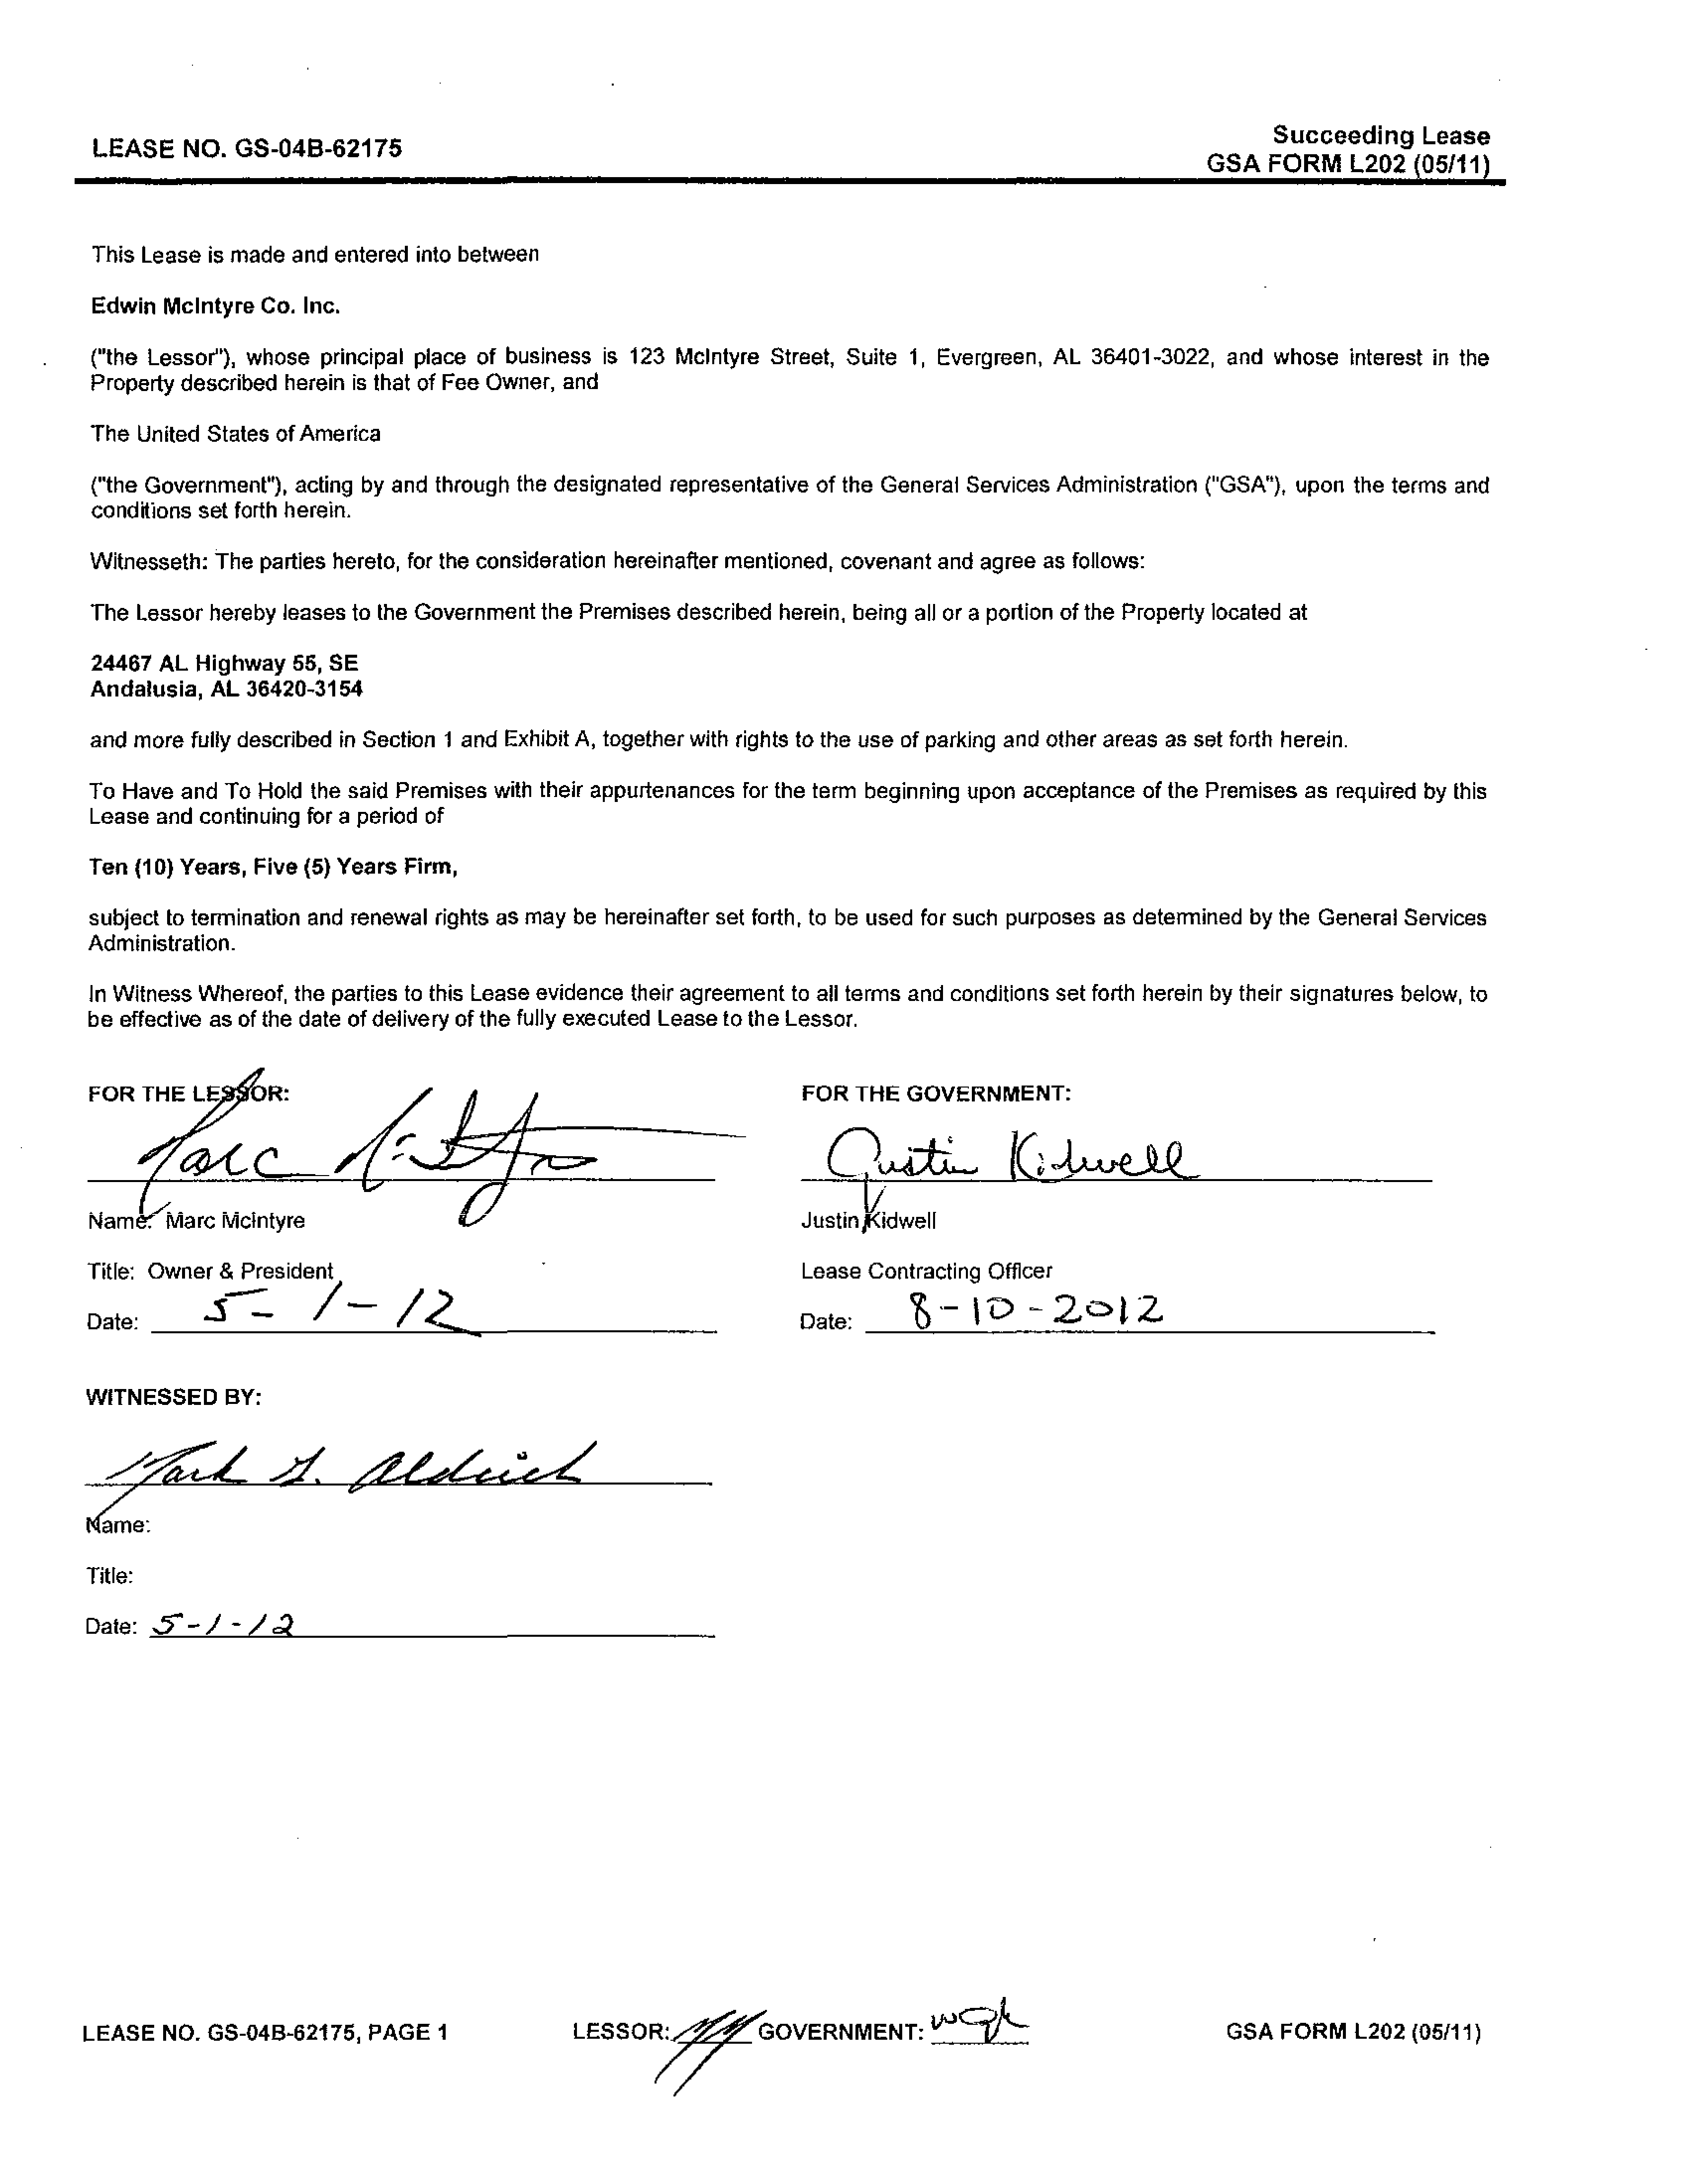 LEASE NO. GS-04B-62175
Succeeding Lease
GSA FORM L202 (05/11)
This Lease is made and entered into between
Edwin McIntyre Co. Inc.
("the Lessor"), whose principal place of business is 123 McIntyre Street, Suite 1, Evergreen, AL 36401-3022, and whose interest in the
Property described herein is that of Fee Owner, and
The United States of America
("the Government"), acting by and through the designated representative of the General Services Administration ("GSA"), upon the terms and
conditions set forth herein.
Witnesseth: The parties hereto, for the consideration hereinafter mentioned, covenant and agree as follows:
The Lessor hereby leases to the Government the Premises described herein, being all or a portion of the Property located at
24467 AL Highway 55, SE
Andalusia, AL 36420-3154
and more fully described in Section 1 and Exhibit A, together with rights to the use of parking and other areas as set forth herein.
To Have and To Hold the said Premises with their appurtenances for the term beginning upon acceptance of the Premises as required by this
Lease and continuing for a period of
Ten (10) Years, Five (5) Years Firm,
subject to termination and renewal rights as may be hereinafter set forth, to be used for such purposes as determined by the General Services
Administration.
In Witness Whereof, the parties to this Lease evidence their agreement to all terms and conditions set forth herein by their signatures below, to
be effective as of the date of delivery of the fully executed Lease to the Lessor.
FOR THE LESSOR:
Marc McIntyre
Name: Marc McIntyre
Title: Owner & President
Date: 5-1-12
FOR THE GOVERNMENT:
Justin Kidwell
Justin Kidwell
Lease Contracting Officer
Date: 8-10-2012
WITNESSED BY:
Mark Aldrich
Name:
Title:
Date: 5-1-12
LEASE NO. GS-04B-62175, PAGE 1
LESSOR: GOVERNMENT:
GSA FORM L202 (05/11)